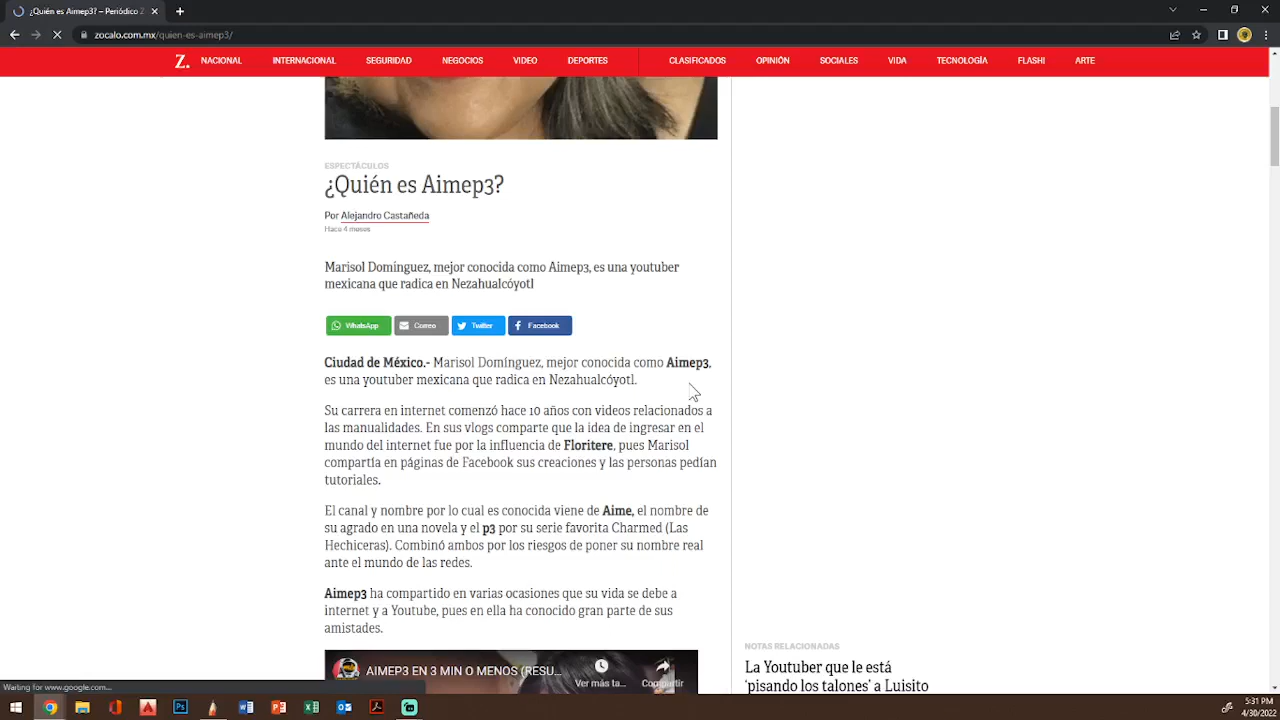 ¿Quién es Aimep3? – Periódico Z
zocalo.com.mx/quien-es-aimep3/
Z. NACIONAL INTERNACIONAL SEGURIDAD NEGOCIOS VIDEO DEPORTES CLASIFICADOS OPINIÓN SOCIALES VIDA TECNOLOGÍA FLASH! ARTE
ESPECTÁCULOS
¿Quién es Aimep3?
Por Alejandro Castañeda
Hace 4 meses
Marisol Domínguez, mejor conocida como Aimep3, es una youtuber
mexicana que radica en Nezahualcóyotl
WhatsApp Correo Twitter Facebook
Ciudad de México.- Marisol Domínguez, mejor conocida como Aimep3,
es una youtuber mexicana que radica en Nezahualcóyotl.
Su carrera en internet comenzó hace 10 años con videos relacionados a
las manualidades. En sus vlogs comparte que la idea de ingresar en el
mundo del internet fue por la influencia de Floritere, pues Marisol
compartía en páginas de Facebook sus creaciones y las personas pedían
tutoriales.
El canal y nombre por lo cual es conocida viene de Aime, el nombre de
su agrado en una novela y el p3 por su serie favorita Charmed (Las
Hechiceras). Combinó ambos por los riesgos de poner su nombre real
ante el mundo de las redes.
Aimep3 ha compartido en varias ocasiones que su vida se debe a
internet y a Youtube, pues en ella ha conocido gran parte de sus
amistades.
NOTAS RELACIONADAS
La Youtuber que le está
'pisando los talones' a Luisito
AIMEP3 EN 3 MIN O MENOS (RESU...
Ver más ta... Compartir
Waiting for www.google.com...
5:31 PM
4/30/2022